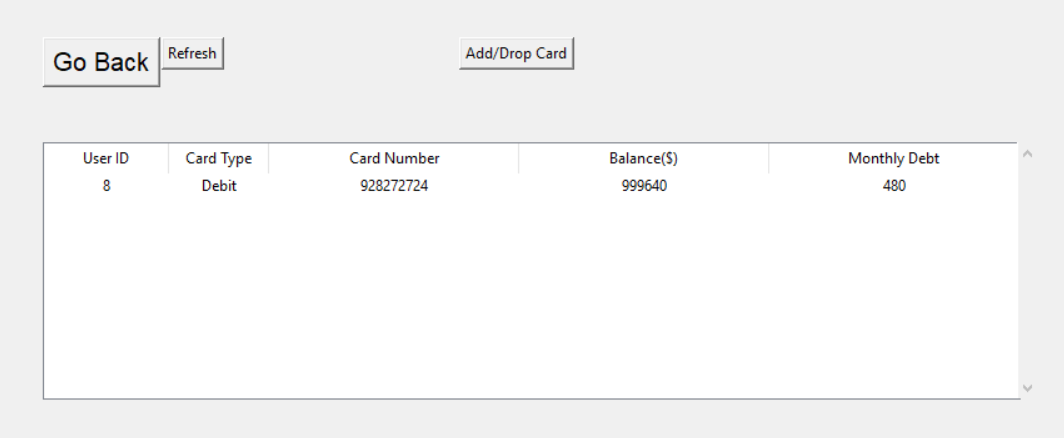 Go Back Refresh Add/Drop Card
User ID Card Type Card Number Balance($) Monthly Debt
8 Debit 928272724 999640 480